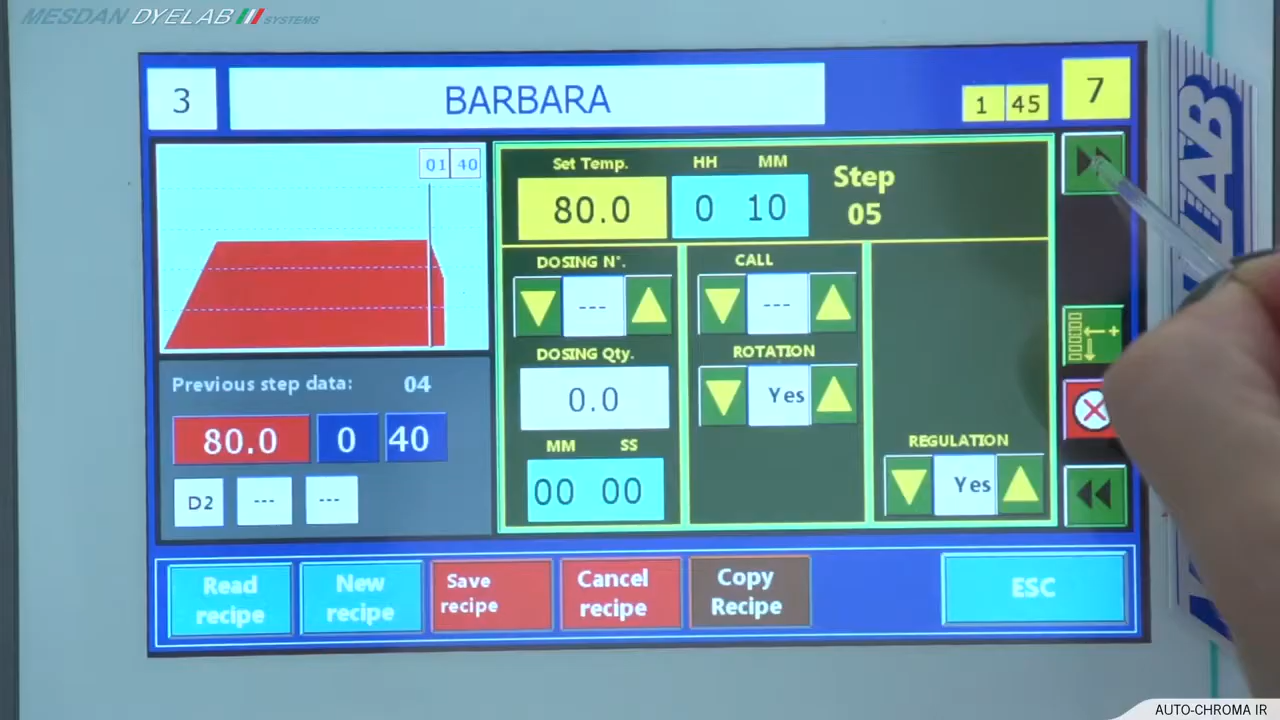 MESDAN DYELAB SYSTEMS
3
BARBARA
1 45
7
01 40
Set Temp.
HH MM
80.0
0 10
Step
05
DOSING N°.
---
CALL
---
DOSING Qty.
0.0
ROTATION
Yes
MM SS
00 00
REGULATION
Yes
Previous step data: 04
80.0 0 40
D2 --- ---
Read
recipe
New
recipe
Save
recipe
Cancel
recipe
Copy
Recipe
ESC
AUTO-CHROMA IR